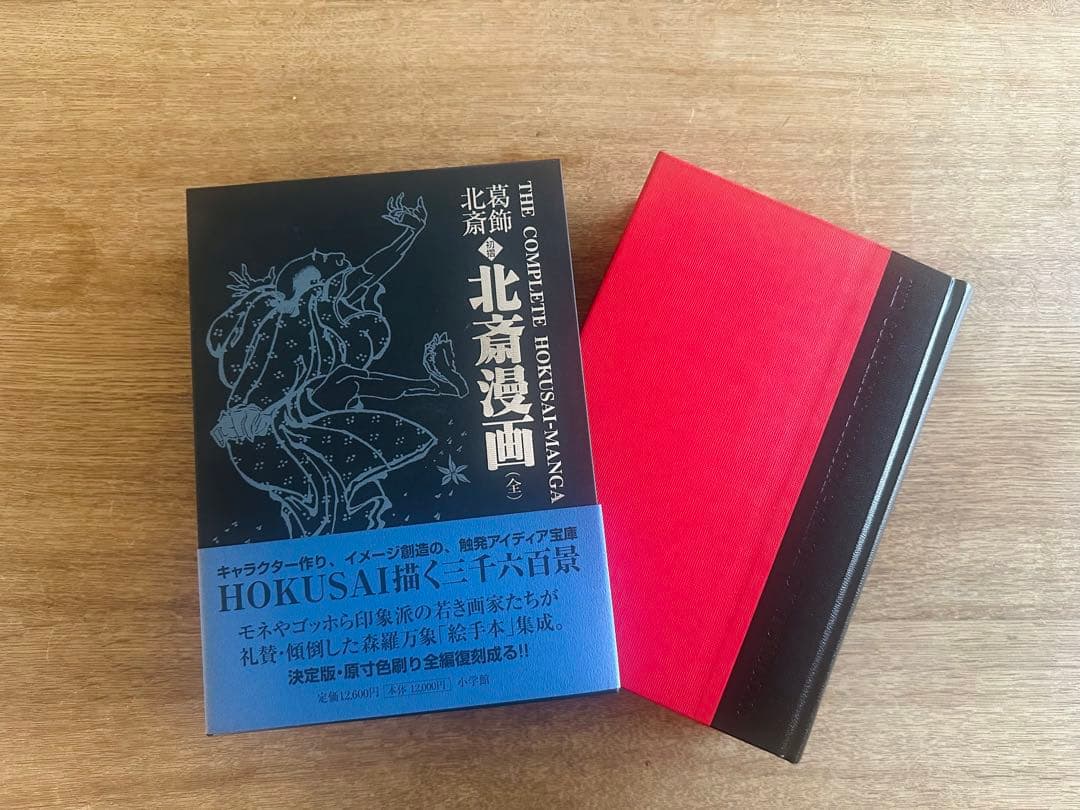 THE COMPLETE HOKUSAI-MANGA
葛飾
北斎
初摺
北斎漫画(全)
キャラクター作り、イメージ創造の、触発アイディア宝庫
HOKUSAI描く三千六百景
モネやゴッホら印象派の若き画家たちが
礼賛・傾倒した森羅万象「絵手本」集成。
決定版・原寸色刷り全編復刻成る!!
定価12,600円 本体 12,000円 小学館